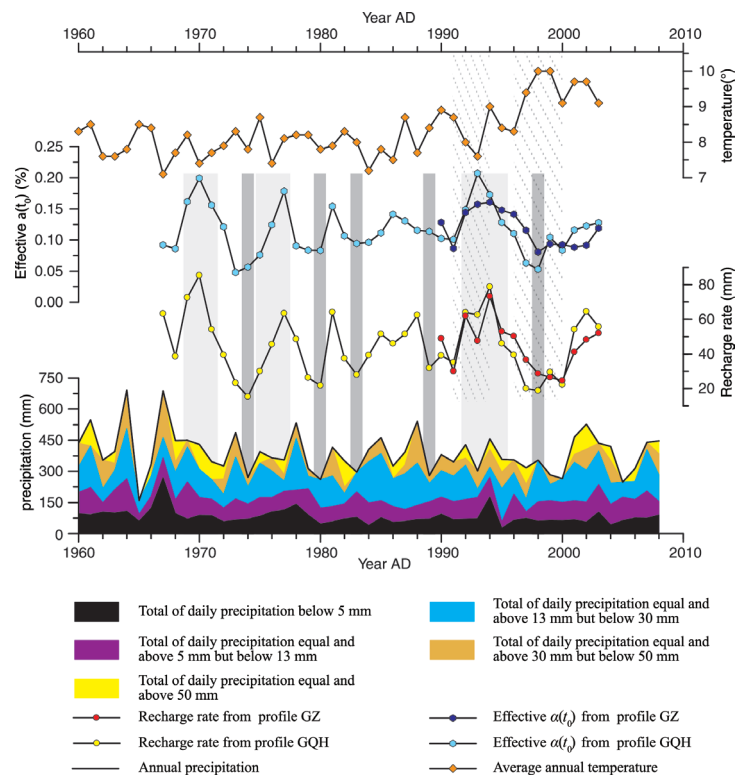 Year AD
1960 1970 1980 1990 2000 2010
10
9
8
7
temperature(°)
0.25
0.20
0.15
0.10
0.05
0.00
Effective a(t₀) (%)
80
60
40
20
Recharge rate (mm)
750
600
450
300
150
0
precipitation (mm)
1960 1970 1980 1990 2000 2010
Year AD
Total of daily precipitation below 5 mm
Total of daily precipitation equal and
above 13 mm but below 30 mm
Total of daily precipitation equal and
above 5 mm but below 13 mm
Total of daily precipitation equal and
above 30 mm but below 50 mm
Total of daily precipitation equal and
above 50 mm
Recharge rate from profile GZ
Effective α(t₀) from profile GZ
Recharge rate from profile GQH
Effective α(t₀) from profile GQH
Annual precipitation
Average annual temperature